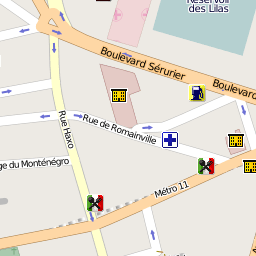 Réservoir
des Lilas
Boulevard Sérurier
Boulevard
Rue de Romainville
Rue Haxo
ge du Monténégro
Métro 11